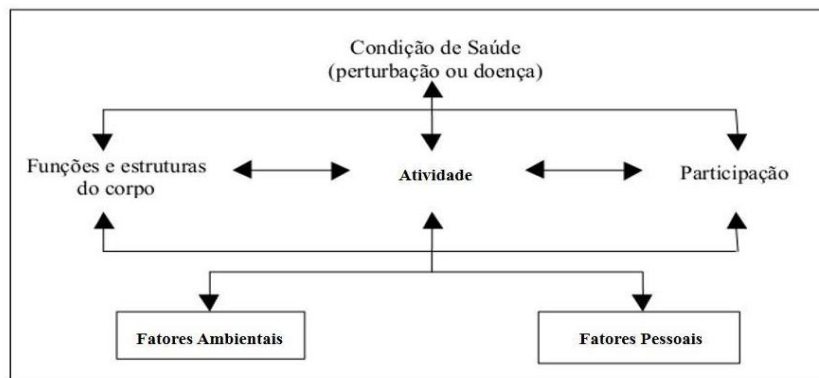 Condição de Saúde
(perturbação ou doença)
Funções e estruturas
do corpo
Atividade
Participação
Fatores Ambientais
Fatores Pessoais